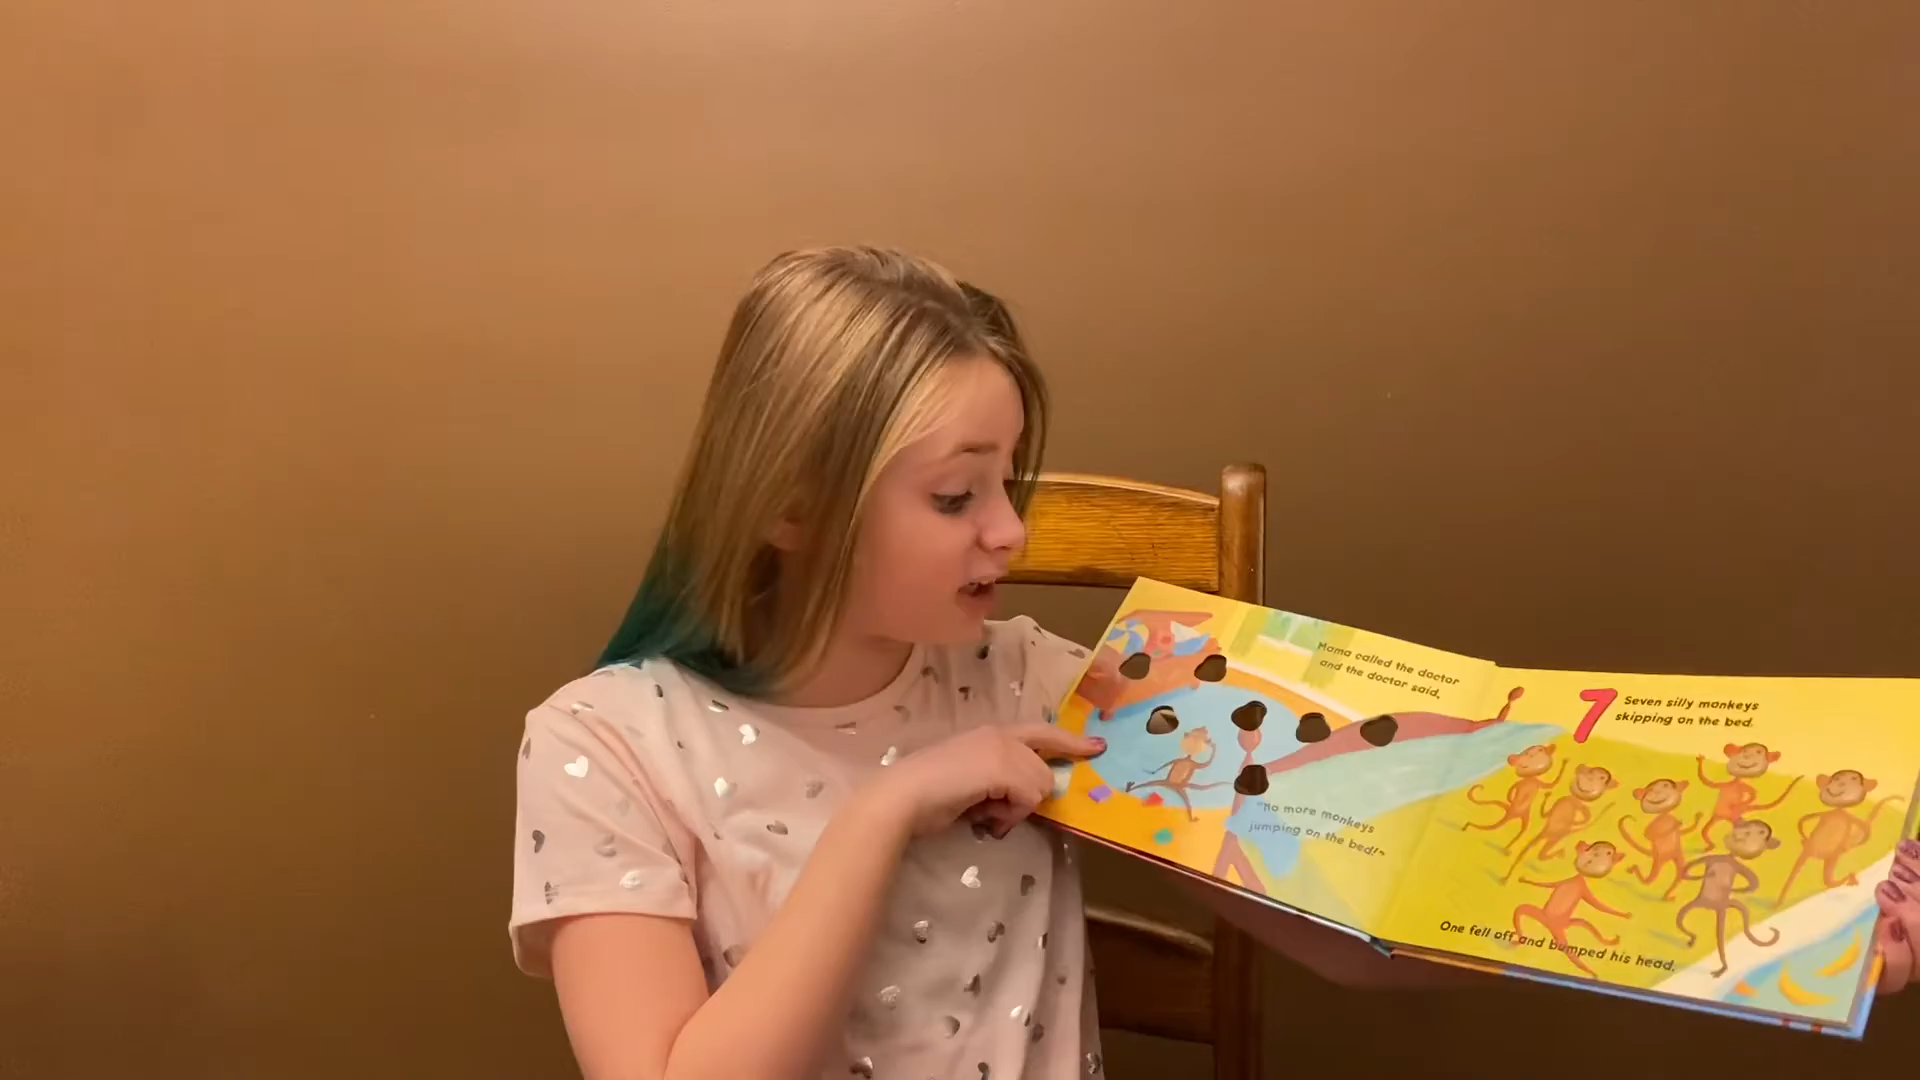 Mama called the doctor
and the doctor said,
"No more monkeys
jumping on the bed!"
7
Seven silly monkeys
skipping on the bed.
One fell off and bumped his head.